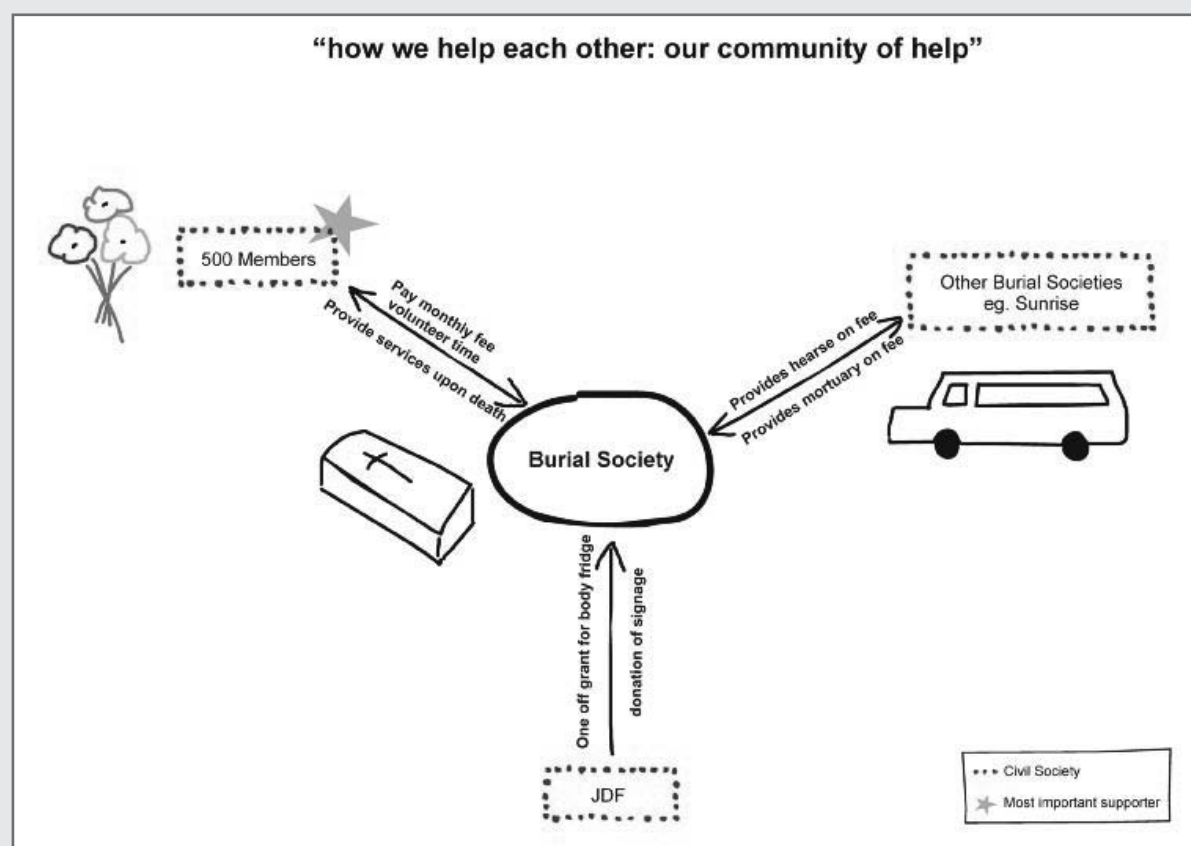 “how we help each other: our community of help”
500 Members
Pay monthly fee
volunteer time
Provide services upon death
Other Burial Societies
eg. Sunrise
Provides hearse on fee
Provides mortuary on fee
Burial Society
One off grant for body fridge
donation of signage
JDF
Civil Society
Most important supporter